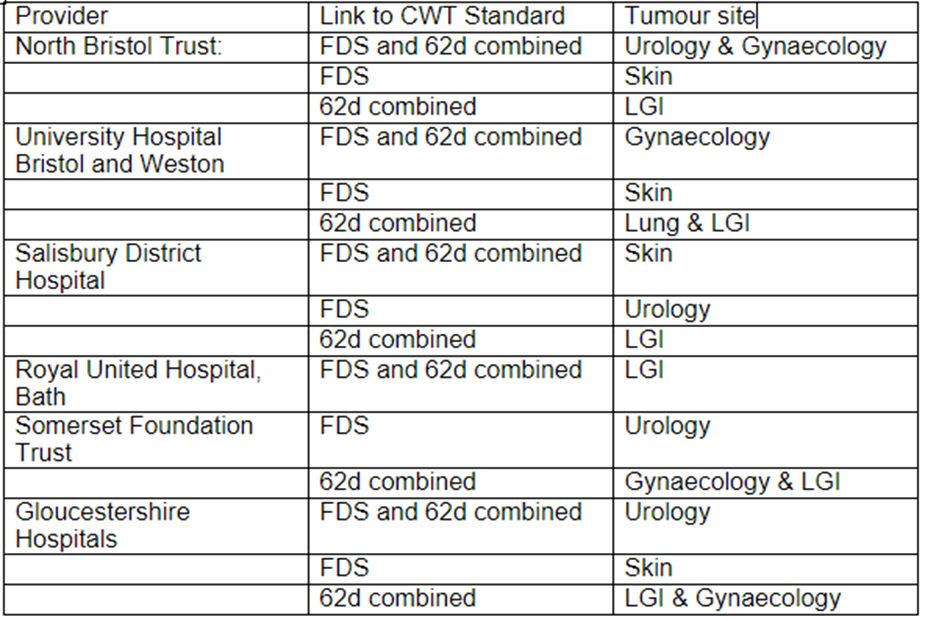 Provider Link to CWT Standard Tumour site
North Bristol Trust: FDS and 62d combined Urology & Gynaecology
FDS Skin
62d combined LGI
University Hospital FDS and 62d combined Gynaecology
Bristol and Weston
FDS Skin
62d combined Lung & LGI
Salisbury District FDS and 62d combined Skin
Hospital
FDS Urology
62d combined LGI
Royal United Hospital, FDS and 62d combined LGI
Bath
Somerset Foundation FDS Urology
Trust
62d combined Gynaecology & LGI
Gloucestershire FDS and 62d combined Urology
Hospitals
FDS Skin
62d combined LGI & Gynaecology